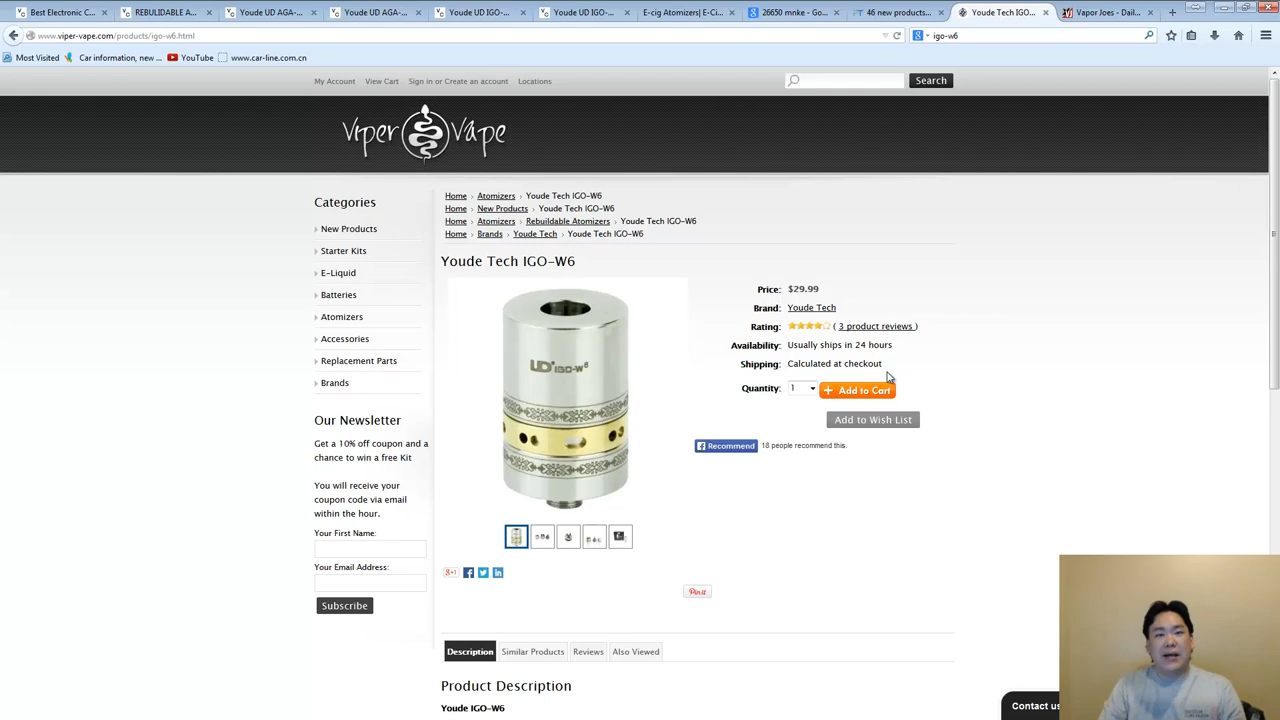 Best Electronic C...
REBULIDABLE A...
Youde UD AGA-...
Youde UD AGA-...
Youde UD IGO-...
Youde UD IGO-...
E-cig Atomizers| E-Ci...
26650 mnke - Go...
46 new products...
Youde Tech IGO...
Vapor Joes - Dail...
www.viper-vape.com/products/igo-w6.html
igo-w6
Most Visited
Car information, new ...
YouTube
www.car-line.com.cn
My Account
View Cart
Sign in or Create an account
Locations
Search
Viper Vape
Categories
New Products
Starter Kits
E-Liquid
Batteries
Atomizers
Accessories
Replacement Parts
Brands
Our Newsletter
Get a 10% off coupon and a
chance to win a free Kit
You will receive your
coupon code via email
within the hour.
Your First Name:
Your Email Address:
Subscribe
Home › Atomizers › Youde Tech IGO-W6
Home › New Products › Youde Tech IGO-W6
Home › Atomizers › Rebuildable Atomizers › Youde Tech IGO-W6
Home › Brands › Youde Tech › Youde Tech IGO-W6
Youde Tech IGO-W6
UD IGO-W6
Price: $29.99
Brand: Youde Tech
Rating: ( 3 product reviews )
Availability: Usually ships in 24 hours
Shipping: Calculated at checkout
Quantity: 1 + Add to Cart
Add to Wish List
Recommend 18 people recommend this.
g+1
Pin it
Description
Similar Products
Reviews
Also Viewed
Product Description
Youde IGO-W6
Contact us